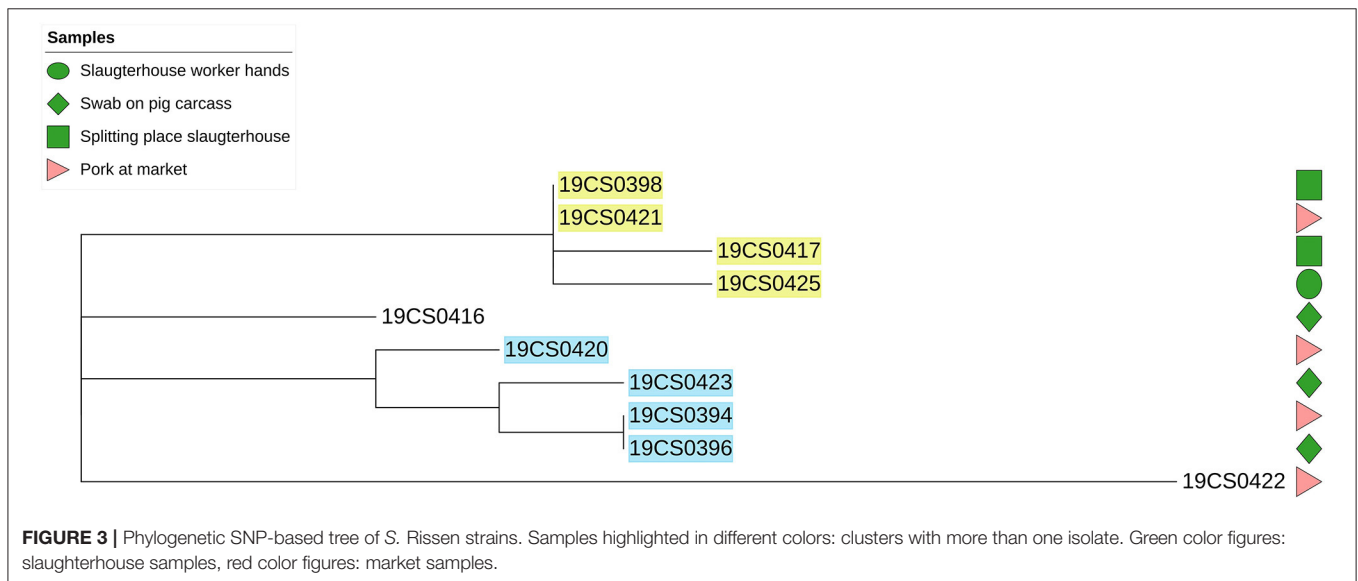 Samples
Slaugterhouse worker hands
Swab on pig carcass
Splitting place slaugterhouse
Pork at market
19CS0398
19CS0421
19CS0417
19CS0425
19CS0416
19CS0420
19CS0423
19CS0394
19CS0396
19CS0422
FIGURE 3 | Phylogenetic SNP-based tree of S. Rissen strains. Samples highlighted in different colors: clusters with more than one isolate. Green color figures:
slaughterhouse samples, red color figures: market samples.